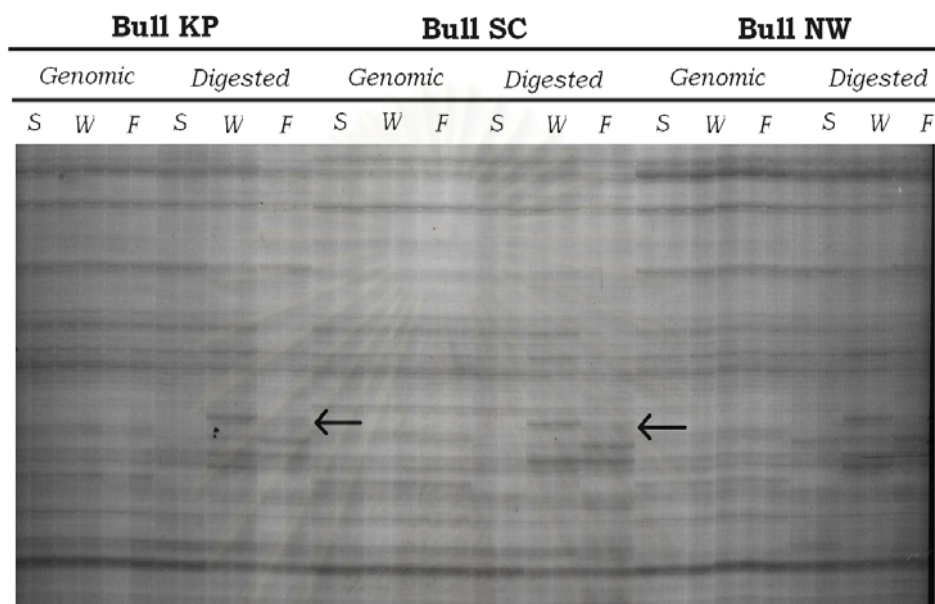 Bull KP Bull SC Bull NW
Genomic Digested Genomic Digested Genomic Digested
S W F S W F S W F S W F S W F S W F